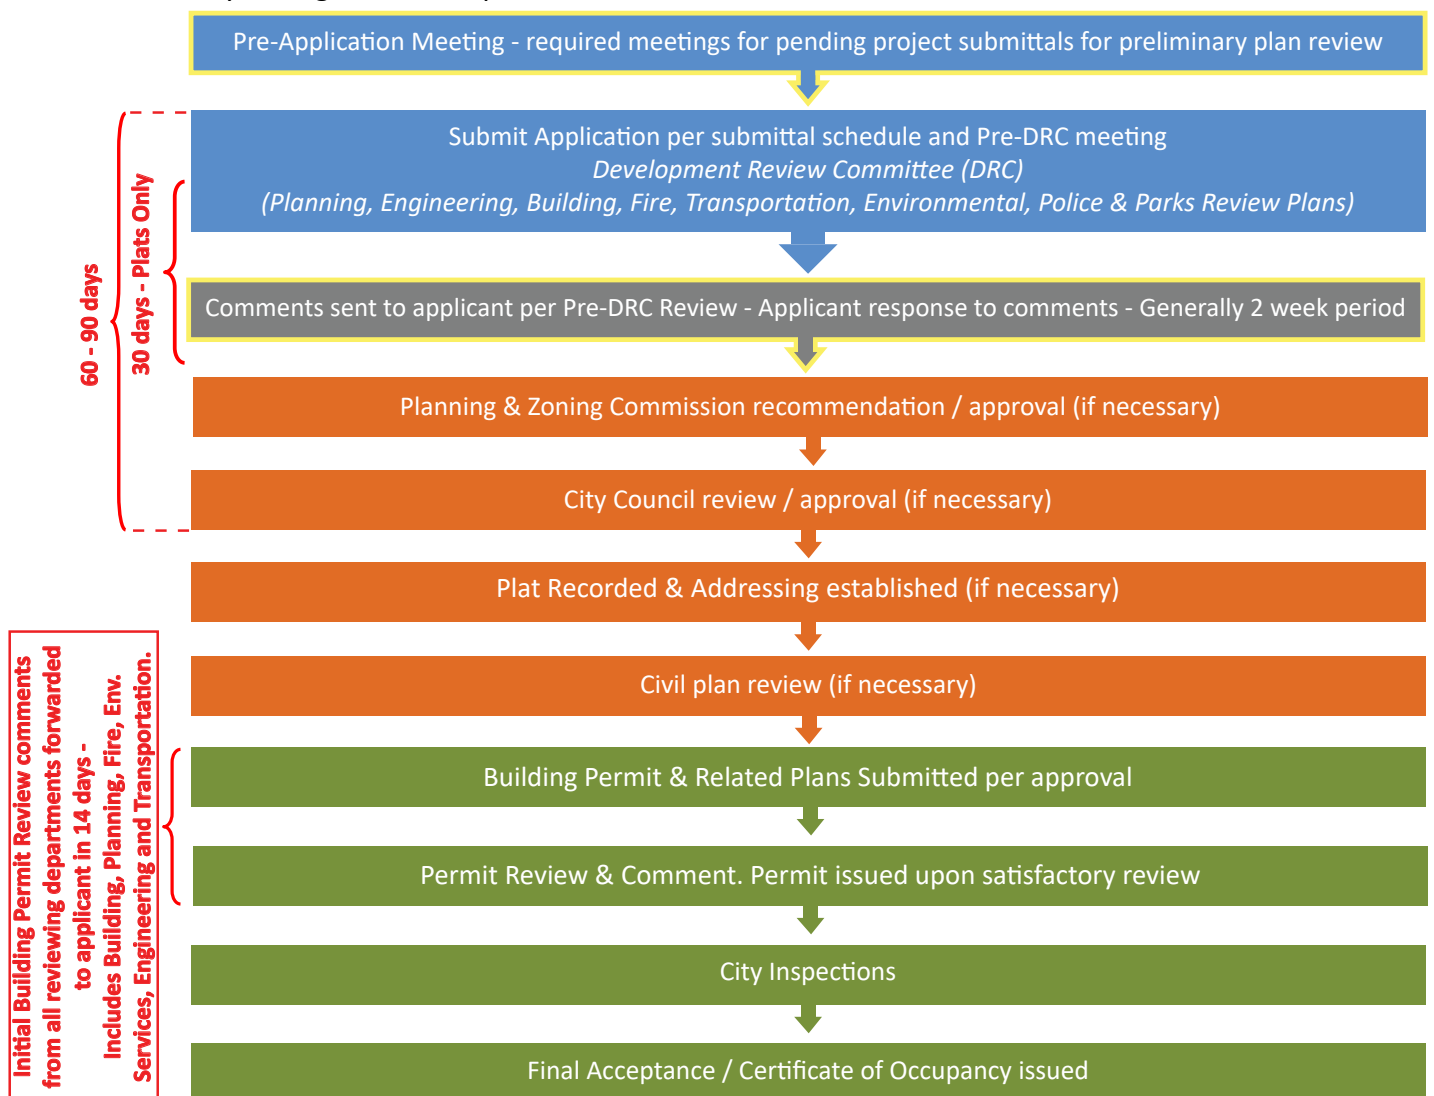 Pre-Application Meeting - required meetings for pending project submittals for preliminary plan review
Submit Application per submittal schedule and Pre-DRC meeting
Development Review Committee (DRC)
(Planning, Engineering, Building, Fire, Transportation, Environmental, Police & Parks Review Plans)
60 - 90 days
30 days - Plats Only
Comments sent to applicant per Pre-DRC Review - Applicant response to comments - Generally 2 week period
Planning & Zoning Commission recommendation / approval (if necessary)
City Council review / approval (if necessary)
Plat Recorded & Addressing established (if necessary)
Civil plan review (if necessary)
Initial Building Permit Review comments
from all reviewing departments forwarded
to applicant in 14 days -
Includes Building, Planning, Fire, Env.
Services, Engineering and Transportation.
Building Permit & Related Plans Submitted per approval
Permit Review & Comment. Permit issued upon satisfactory review
City Inspections
Final Acceptance / Certificate of Occupancy issued